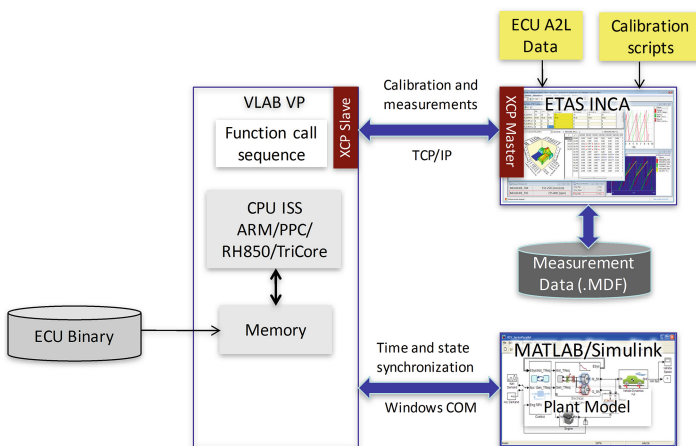 ECU A2L
Data
Calibration
scripts
VLAB VP
XCP Slave
Function call
sequence
Calibration and
measurements
TCP/IP
XCP Master
ETAS INCA
CPU ISS
ARM/PPC/
RH850/TriCore
Measurement
Data (.MDF)
ECU Binary
Memory
Time and state
synchronization
Windows COM
MATLAB/Simulink
Plant Model